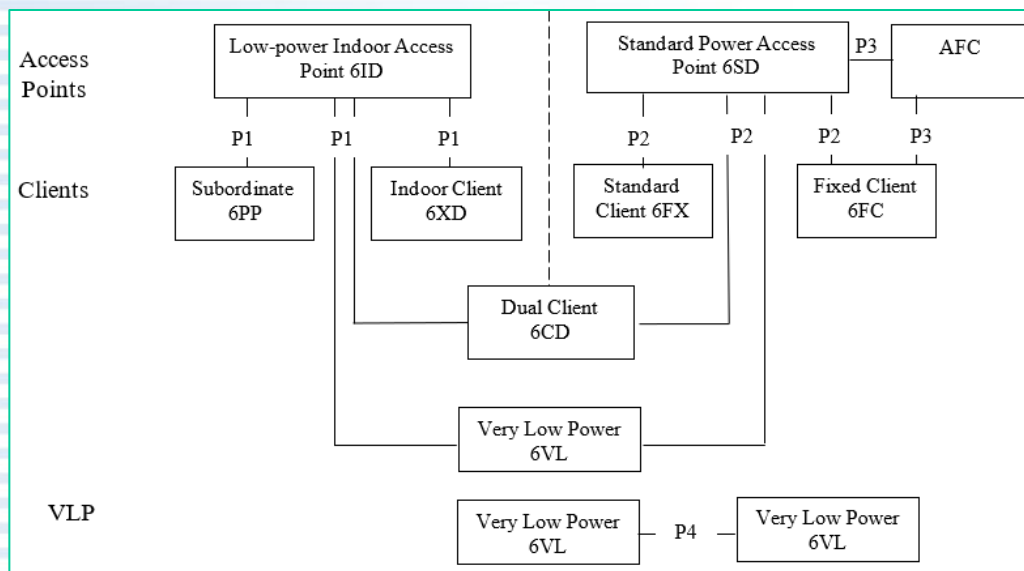 Access
Points
Low-power Indoor Access
Point 6ID
Standard Power Access
Point 6SD
P3
AFC
P1
P1
P1
P2
P2
P2
P3
Clients
Subordinate
6PP
Indoor Client
6XD
Standard
Client 6FX
Fixed Client
6FC
Dual Client
6CD
Very Low Power
6VL
VLP
Very Low Power
6VL
P4
Very Low Power
6VL